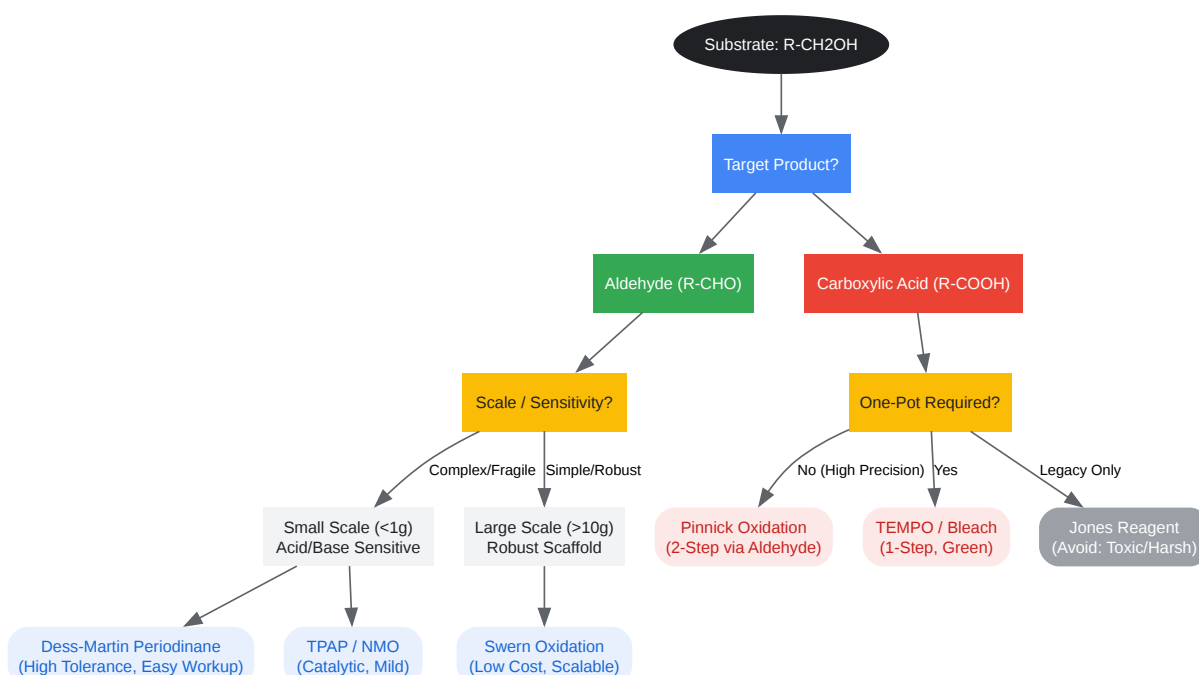 Substrate: R-CH2OH
Target Product?
Aldehyde (R-CHO)
Carboxylic Acid (R-COOH)
Scale / Sensitivity?
One-Pot Required?
Complex/Fragile
Simple/Robust
No (High Precision)
Yes
Legacy Only
Small Scale (<1g)
Acid/Base Sensitive
Large Scale (>10g)
Robust Scaffold
Pinnick Oxidation
(2-Step via Aldehyde)
TEMPO / Bleach
(1-Step, Green)
Jones Reagent
(Avoid: Toxic/Harsh)
Dess-Martin Periodinane
(High Tolerance, Easy Workup)
TPAP / NMO
(Catalytic, Mild)
Swern Oxidation
(Low Cost, Scalable)